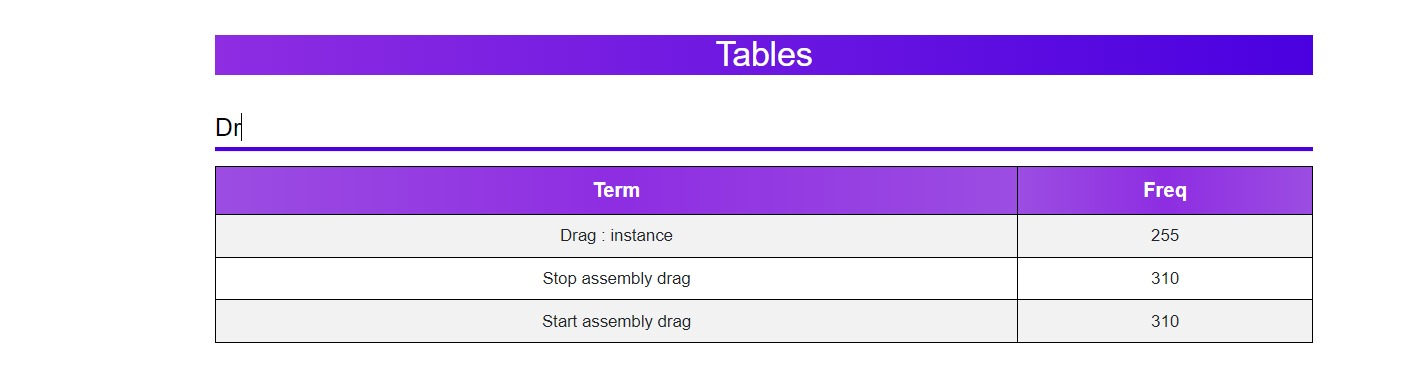 Tables
Dr
Term Freq
Drag : instance 255
Stop assembly drag 310
Start assembly drag 310